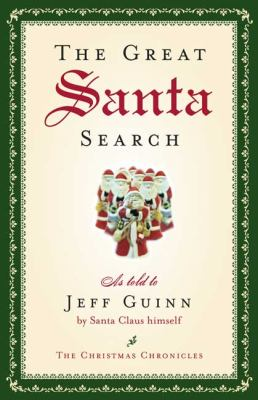 THE GREAT
Santa
SEARCH
As told to
JEFF GUINN
by Santa Claus himself
THE CHRISTMAS CHRONICLES